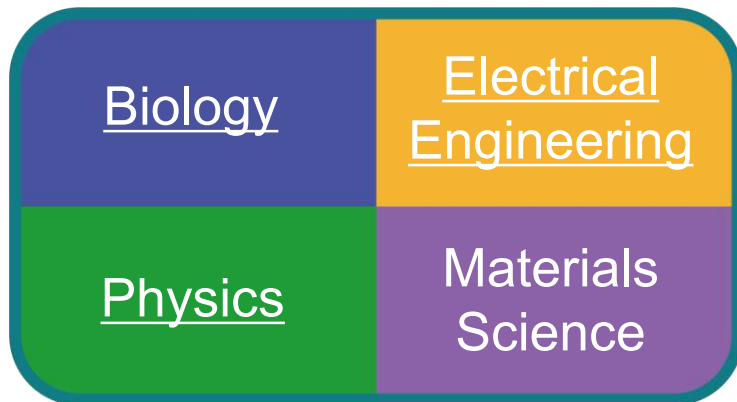 Biology
Electrical
Engineering
Physics
Materials
Science